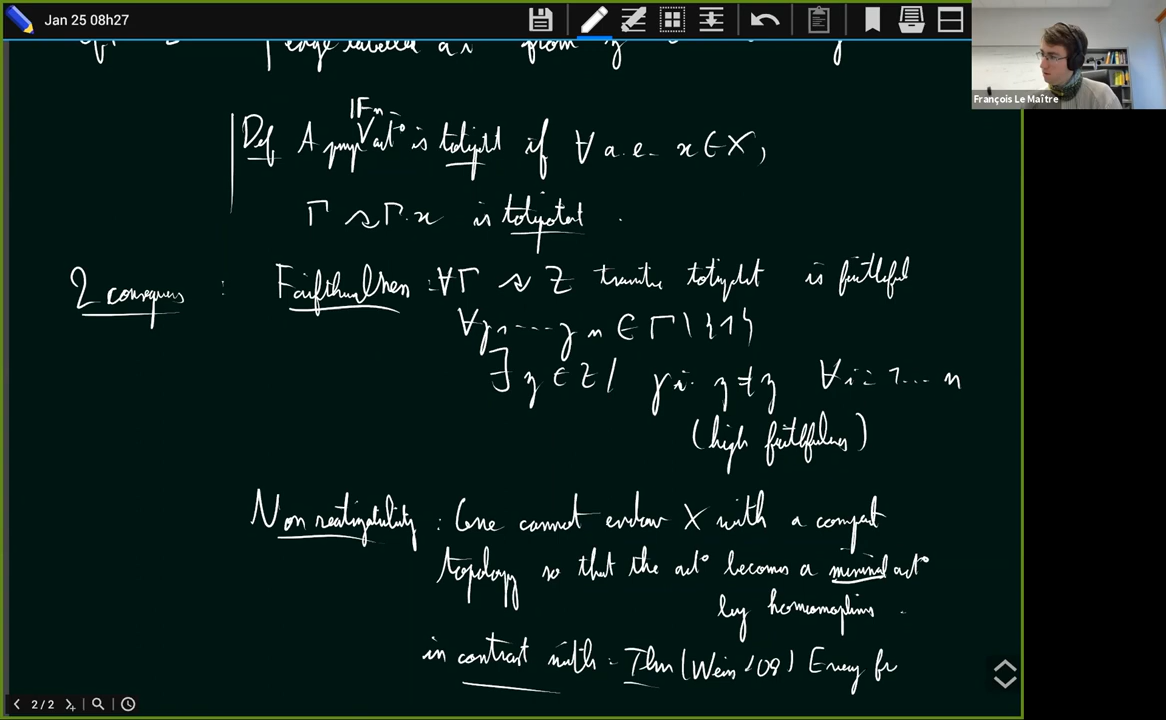 Jan 25 08h27
François Le Maître
edge labelled a i from z
IFn -
Def A pmp act° is totipotent if ∀ a.e. x ∈ X,
Γ ↷ Γ·x is totipotent.
2 consequences : Faithfulness : ∀ Γ ↷ Z transitive totipotent is faithful
∀ γ1 ... γn ∈ Γ \ {1}
∃ z ∈ Z / γi · z ≠ z ∀ i = 1 ... n
(high faithfulness)
Non realizability : One cannot endow X with a compact
topology so that the act° becomes a minimal act°
by homeomorphisms.
in contrast with : Thm (Weiss '09) Every fr
2/2